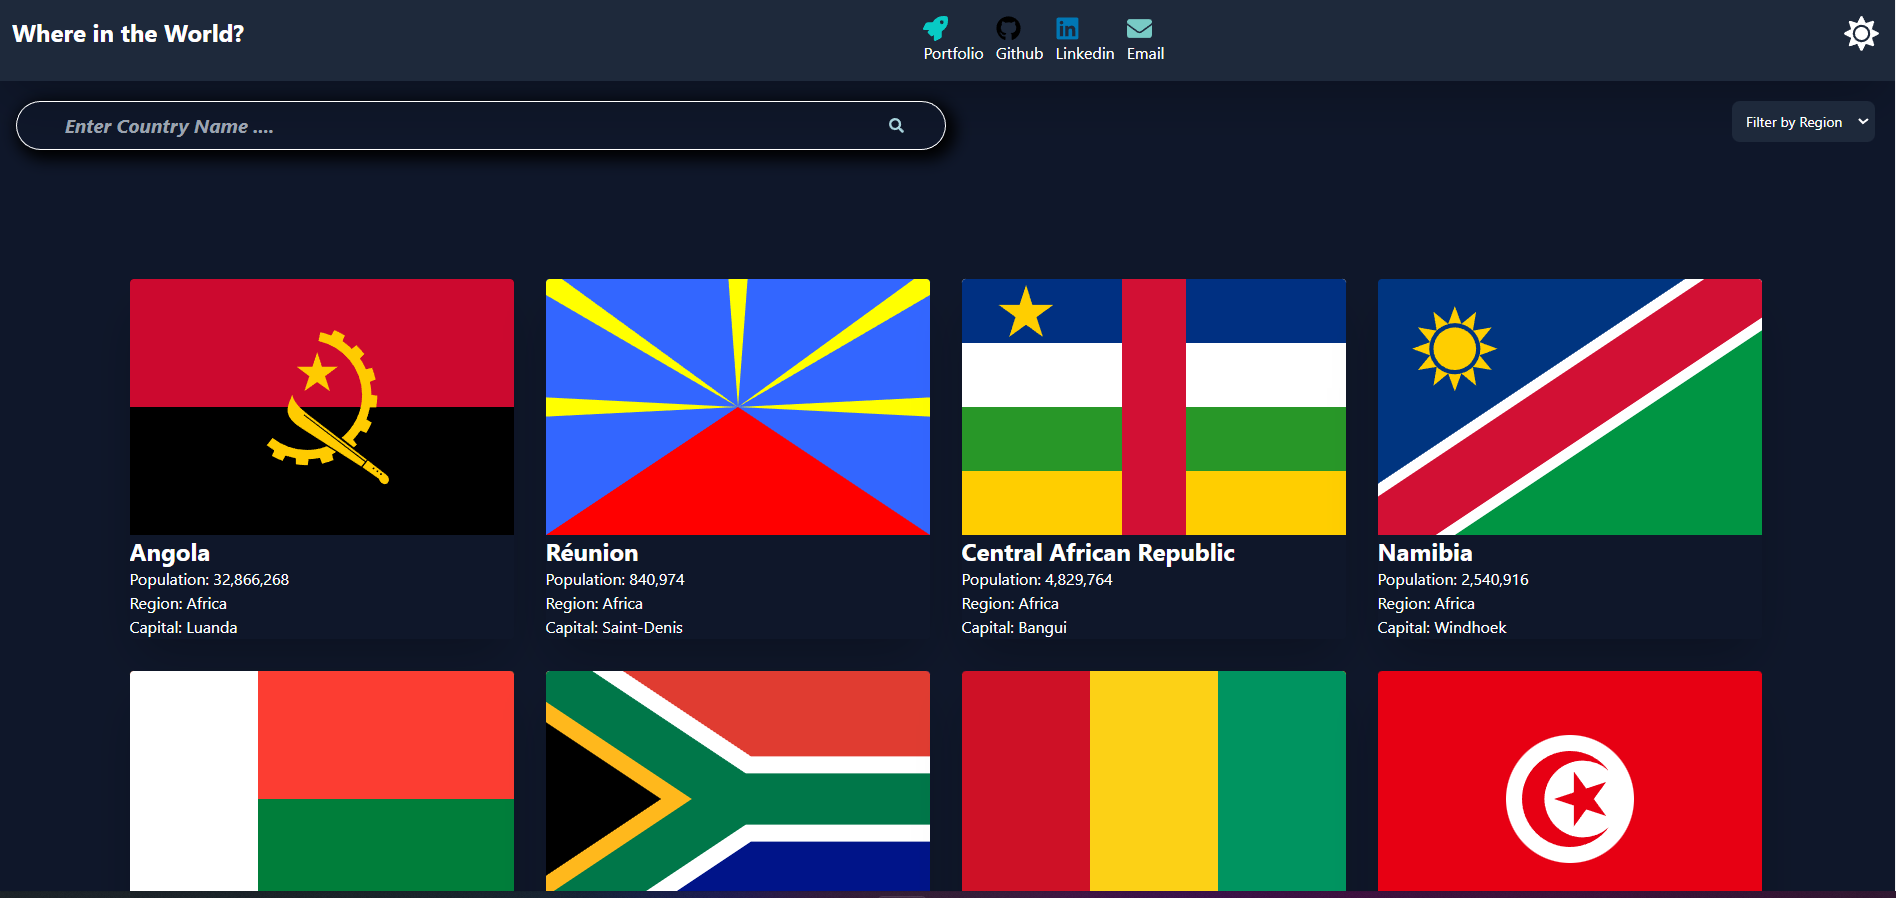 Where in the World?
Portfolio
Github
Linkedin
Email
Enter Country Name ....
Filter by Region
Angola
Population: 32,866,268
Region: Africa
Capital: Luanda
Réunion
Population: 840,974
Region: Africa
Capital: Saint-Denis
Central African Republic
Population: 4,829,764
Region: Africa
Capital: Bangui
Namibia
Population: 2,540,916
Region: Africa
Capital: Windhoek